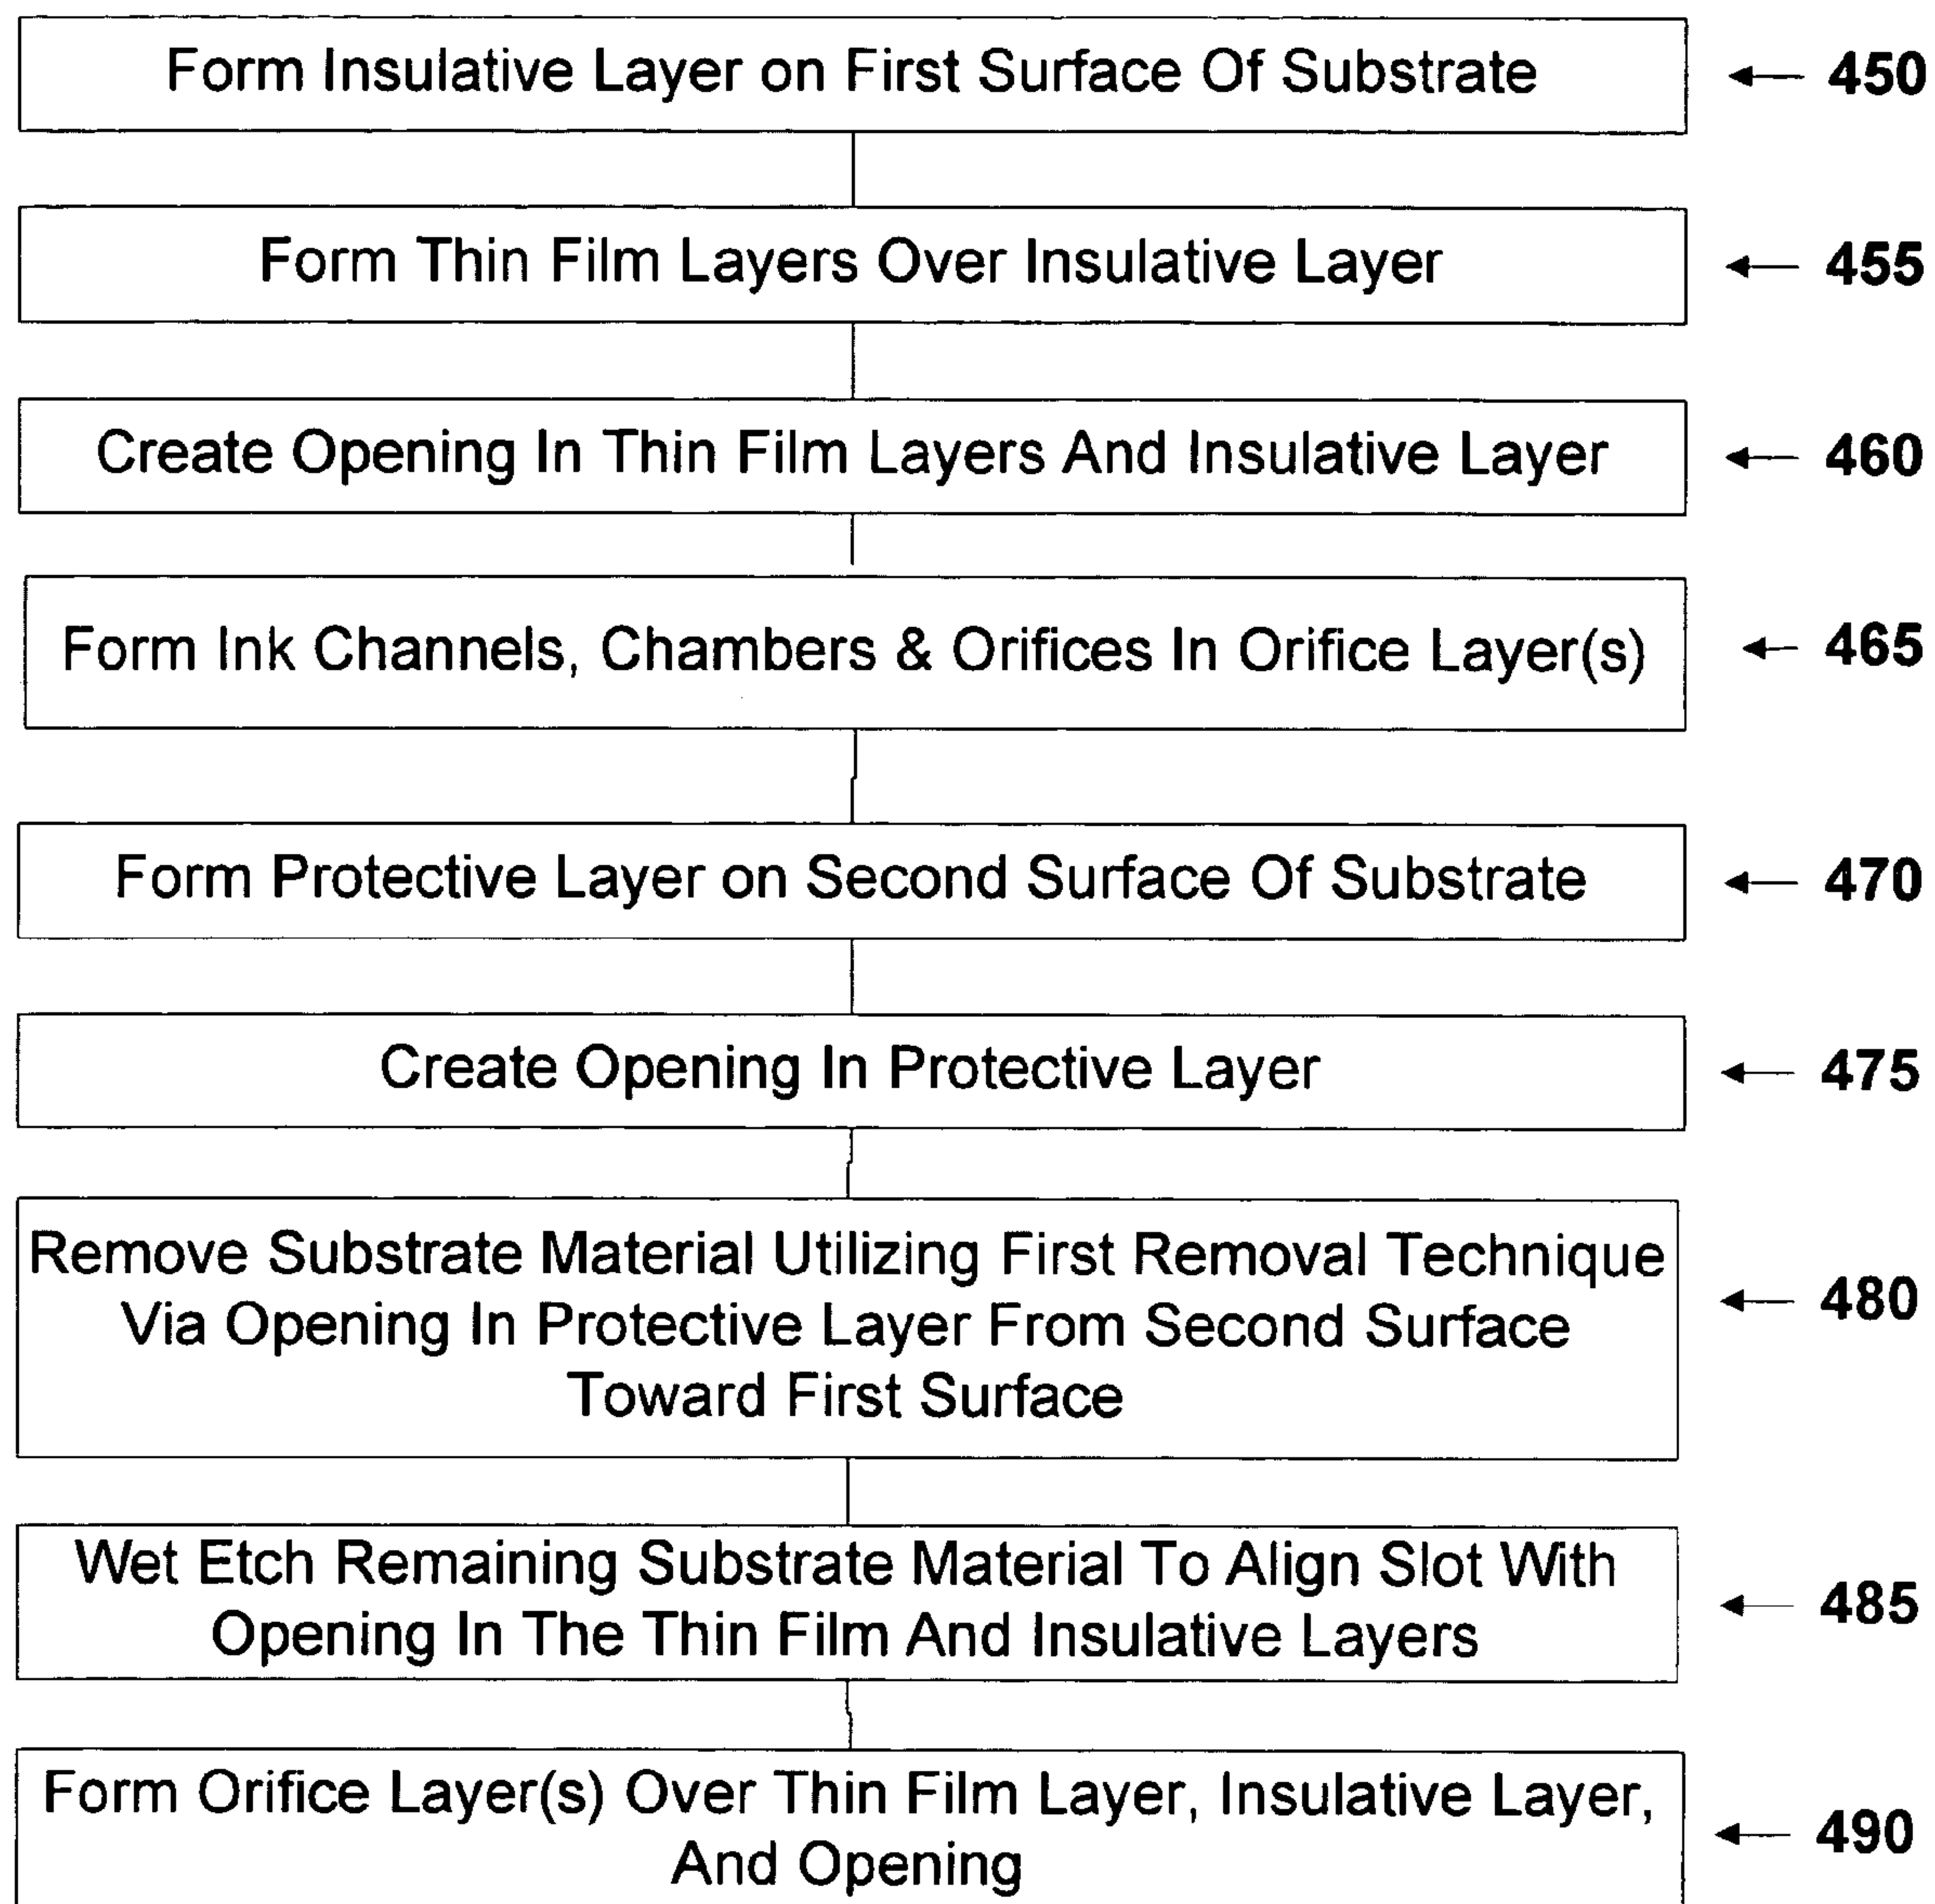 Form Insulative Layer on First Surface Of Substrate
450
Form Thin Film Layers Over Insulative Layer
455
Create Opening In Thin Film Layers And Insulative Layer
460
Form Ink Channels, Chambers & Orifices In Orifice Layer(s)
465
Form Protective Layer on Second Surface Of Substrate
470
Create Opening In Protective Layer
475
Remove Substrate Material Utilizing First Removal Technique
Via Opening In Protective Layer From Second Surface
Toward First Surface
480
Wet Etch Remaining Substrate Material To Align Slot With
Opening In The Thin Film And Insulative Layers
485
Form Orifice Layer(s) Over Thin Film Layer, Insulative Layer,
And Opening
490